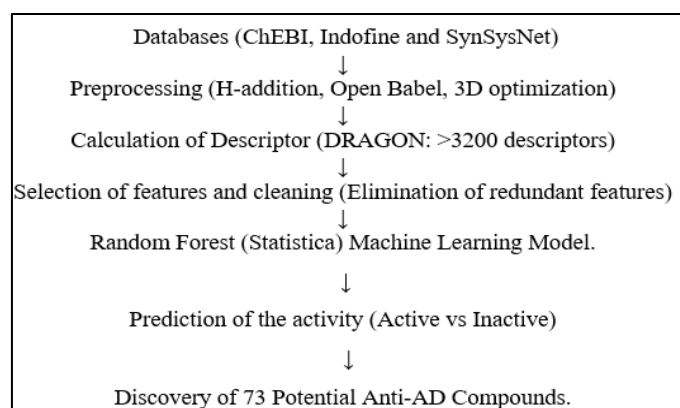 Databases (ChEBI, Indofine and SynSysNet)
↓
Preprocessing (H-addition, Open Babel, 3D optimization)
↓
Calculation of Descriptor (DRAGON: >3200 descriptors)
↓
Selection of features and cleaning (Elimination of redundant features)
↓
Random Forest (Statistica) Machine Learning Model.
↓
Prediction of the activity (Active vs Inactive)
↓
Discovery of 73 Potential Anti-AD Compounds.